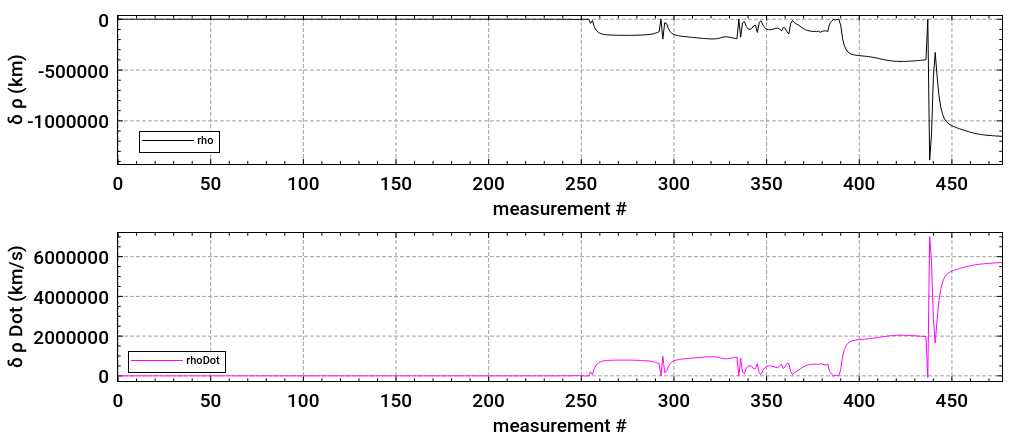 δ ρ (km)
0
-500000
-1000000
rho
0 50 100 150 200 250 300 350 400 450
measurement #
δ ρ Dot (km/s)
6000000
4000000
2000000
0
rhoDot
0 50 100 150 200 250 300 350 400 450
measurement #